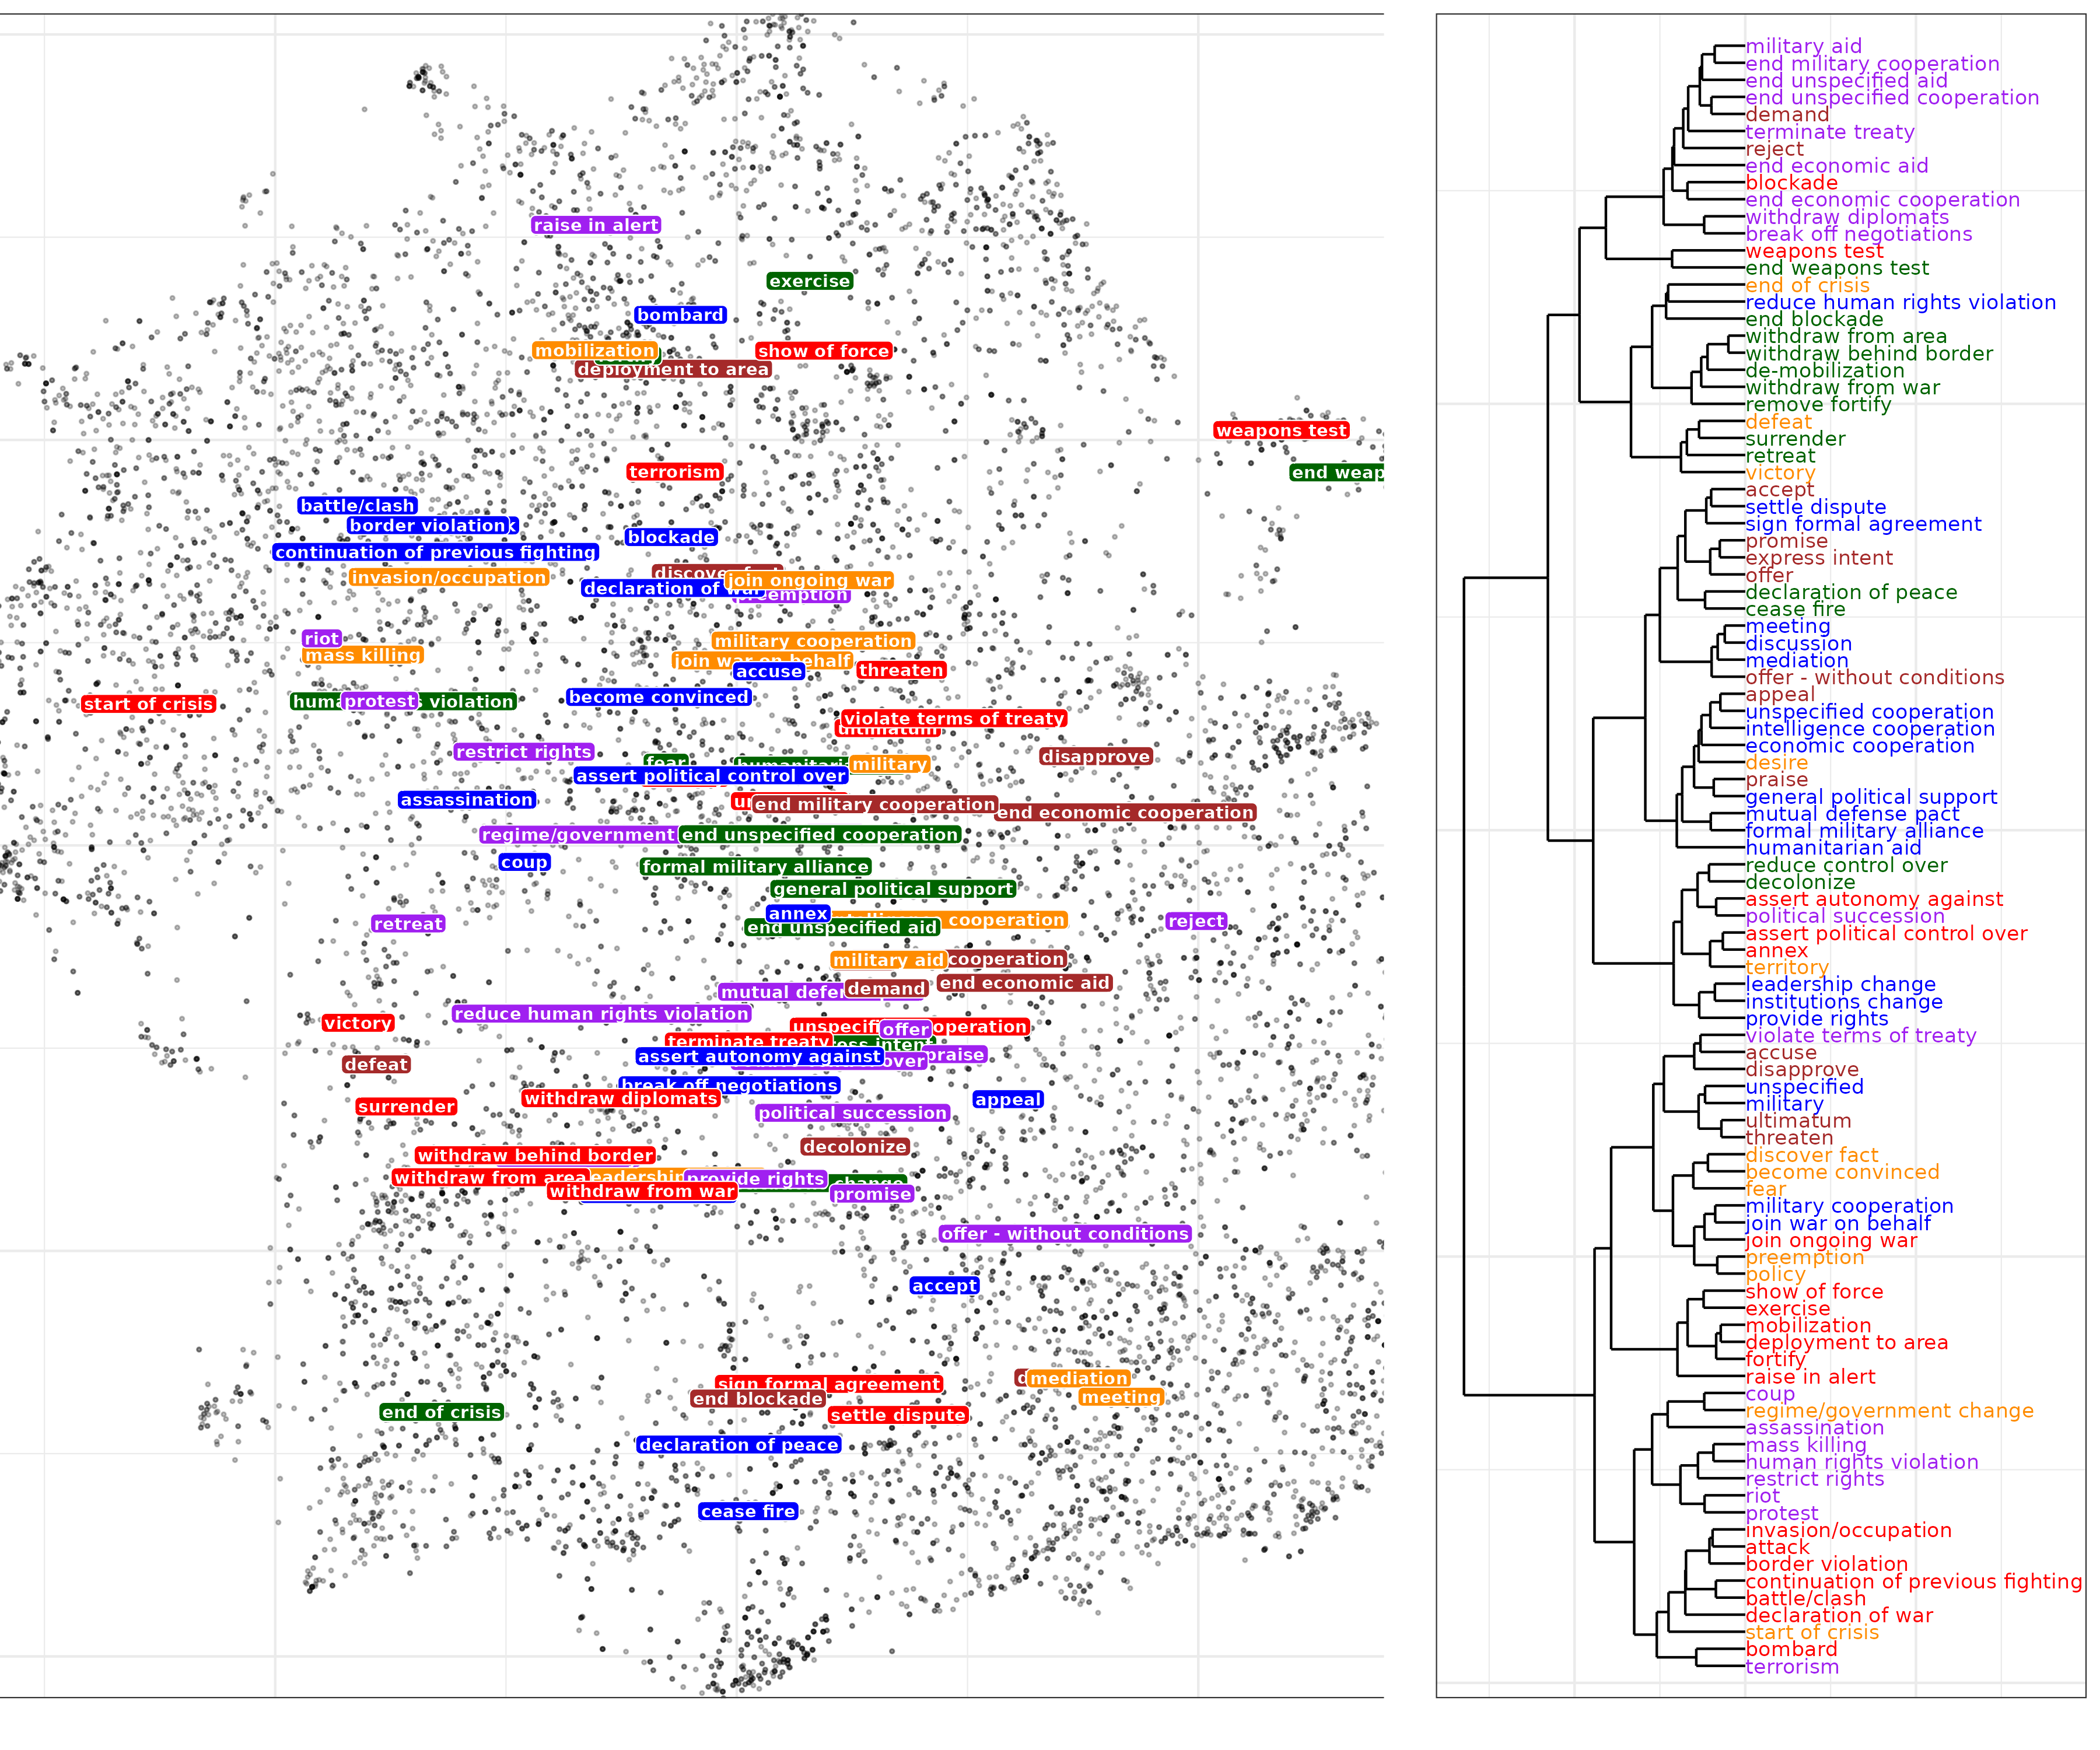 raise in alert
exercise
bombard
mobilization
show of force
deployment to area
weapons test
end weap
terrorism
battle/clash
border violation
blockade
continuation of previous fighting
invasion/occupation
join ongoing war
declaration of war
riot
military cooperation
mass killing
join war on behalf
accuse
threaten
become convinced
start of crisis
protest
violation
violate terms of treaty
ultimatum
restrict rights
disapprove
fear
military
assert political control over
assassination
end military cooperation
end economic cooperation
regime/government
end unspecified cooperation
coup
formal military alliance
general political support
annex
cooperation
retreat
reject
end unspecified aid
military aid
cooperation
end economic aid
demand
reduce human rights violation
victory
offer
terminate treaty
assert autonomy against
praise
over
defeat
break off negotiations
withdraw diplomats
appeal
surrender
political succession
decolonize
withdraw behind border
withdraw from area
provide rights
change
withdraw from war
promise
offer - without conditions
accept
mediation
sign formal agreement
end blockade
meeting
end of crisis
settle dispute
declaration of peace
cease fire
military aid
end military cooperation
end unspecified aid
end unspecified cooperation
demand
terminate treaty
reject
end economic aid
blockade
end economic cooperation
withdraw diplomats
break off negotiations
weapons test
end weapons test
end of crisis
reduce human rights violation
end blockade
withdraw from area
withdraw behind border
de-mobilization
withdraw from war
remove fortify
defeat
surrender
retreat
victory
accept
settle dispute
sign formal agreement
promise
express intent
offer
declaration of peace
cease fire
meeting
discussion
mediation
offer - without conditions
appeal
unspecified cooperation
intelligence cooperation
economic cooperation
desire
praise
general political support
mutual defense pact
formal military alliance
humanitarian aid
reduce control over
decolonize
assert autonomy against
political succession
assert political control over
annex
territory
leadership change
institutions change
provide rights
violate terms of treaty
accuse
disapprove
unspecified
military
ultimatum
threaten
discover fact
become convinced
fear
military cooperation
join war on behalf
join ongoing war
preemption
policy
show of force
exercise
mobilization
deployment to area
fortify
raise in alert
coup
regime/government change
assassination
mass killing
human rights violation
restrict rights
riot
protest
invasion/occupation
attack
border violation
continuation of previous fighting
battle/clash
declaration of war
start of crisis
bombard
terrorism